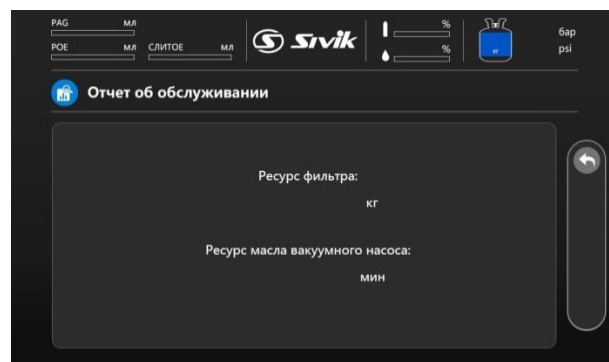 PAG МЛ
POE МЛ СЛИТОЕ МЛ
Sivik
%
%
кг
бар
psi
Отчет об обслуживании
Ресурс фильтра:
кг
Ресурс масла вакуумного насоса:
мин